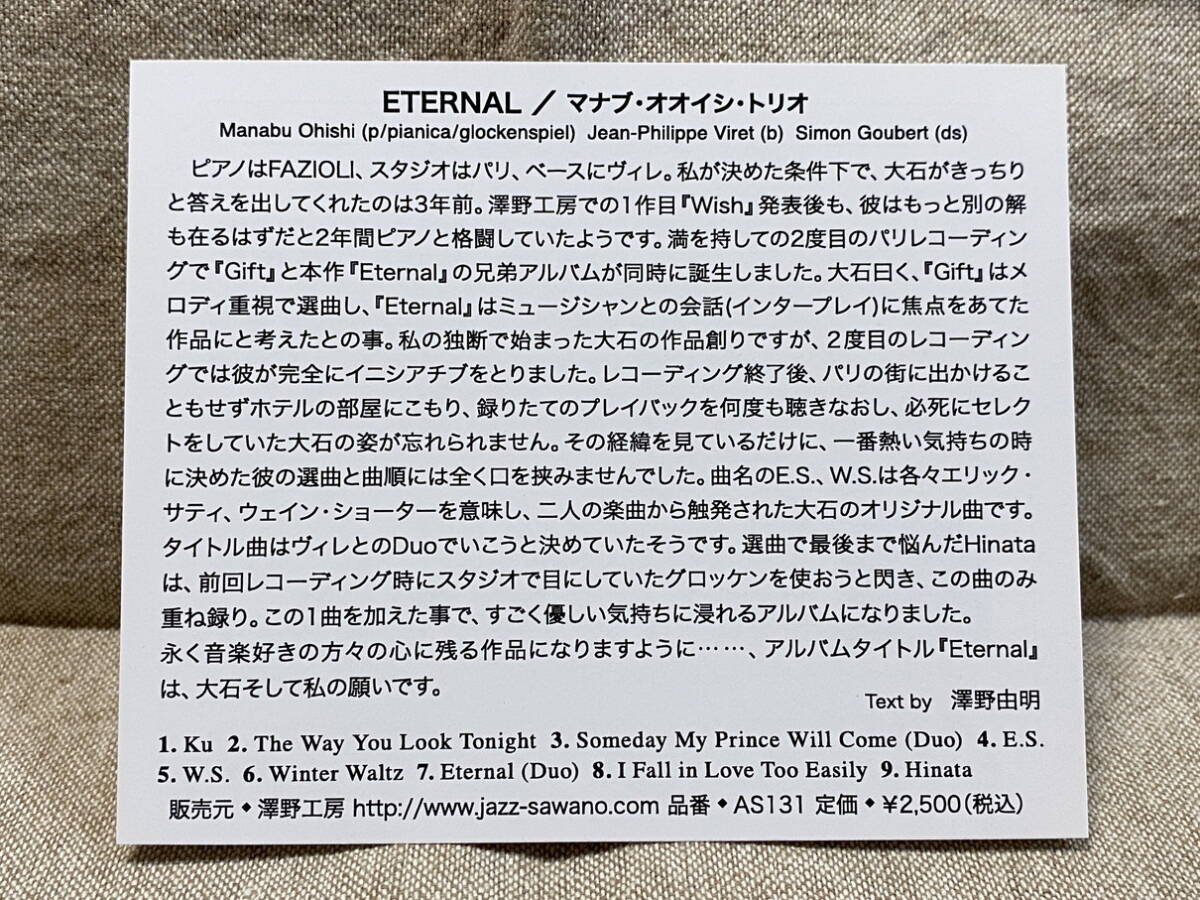 ETERNAL / マナブ・オオイシ・トリオ
Manabu Ohishi (p/pianica/glockenspiel) Jean-Philippe Viret (b) Simon Goubert (ds)
ピアノはFAZIOLI、スタジオはパリ、ベースにヴィレ。私が決めた条件下で、大石がきっちり
と答えを出してくれたのは3年前。澤野工房での1作目『Wish』発表後も、彼はもっと別の解
も在るはずだと2年間ピアノと格闘していたようです。満を持しての2度目のパリレコーディン
グで『Gift』と本作『Eternal』の兄弟アルバムが同時に誕生しました。大石曰く、『Gift』はメ
ロディ重視で選曲し、『Eternal』はミュージシャンとの会話(インタープレイ)に焦点をあてた
作品にと考えたとの事。私の独断で始まった大石の作品創りですが、2度目のレコーディン
グでは彼が完全にイニシアチブをとりました。レコーディング終了後、パリの街に出かけるこ
ともせずホテルの部屋にこもり、録りたてのプレイバックを何度も聴きなおし、必死にセレク
トをしていた大石の姿が忘れられません。その経緯を見ているだけに、一番熱い気持ちの時
に決めた彼の選曲と曲順には全く口を挟みませんでした。曲名のE.S.、W.S.は各々エリック・
サティ、ウェイン・ショーターを意味し、二人の楽曲から触発された大石のオリジナル曲です。
タイトル曲はヴィレとのDuoでいこうと決めていたそうです。選曲で最後まで悩んだHinata
は、前回レコーディング時にスタジオで目にしていたグロッケンを使おうと閃き、この曲のみ
重ね録り。この1曲を加えた事で、すごく優しい気持ちに浸れるアルバムになりました。
永く音楽好きの方々の心に残る作品になりますように……、アルバムタイトル『Eternal』
は、大石そして私の願いです。
Text by 澤野由明
1. Ku 2. The Way You Look Tonight 3. Someday My Prince Will Come (Duo) 4. E.S.
5. W.S. 6. Winter Waltz 7. Eternal (Duo) 8. I Fall in Love Too Easily 9. Hinata
販売元◆澤野工房 http://www.jazz-sawano.com 品番◆AS131 定価◆¥2,500(税込)